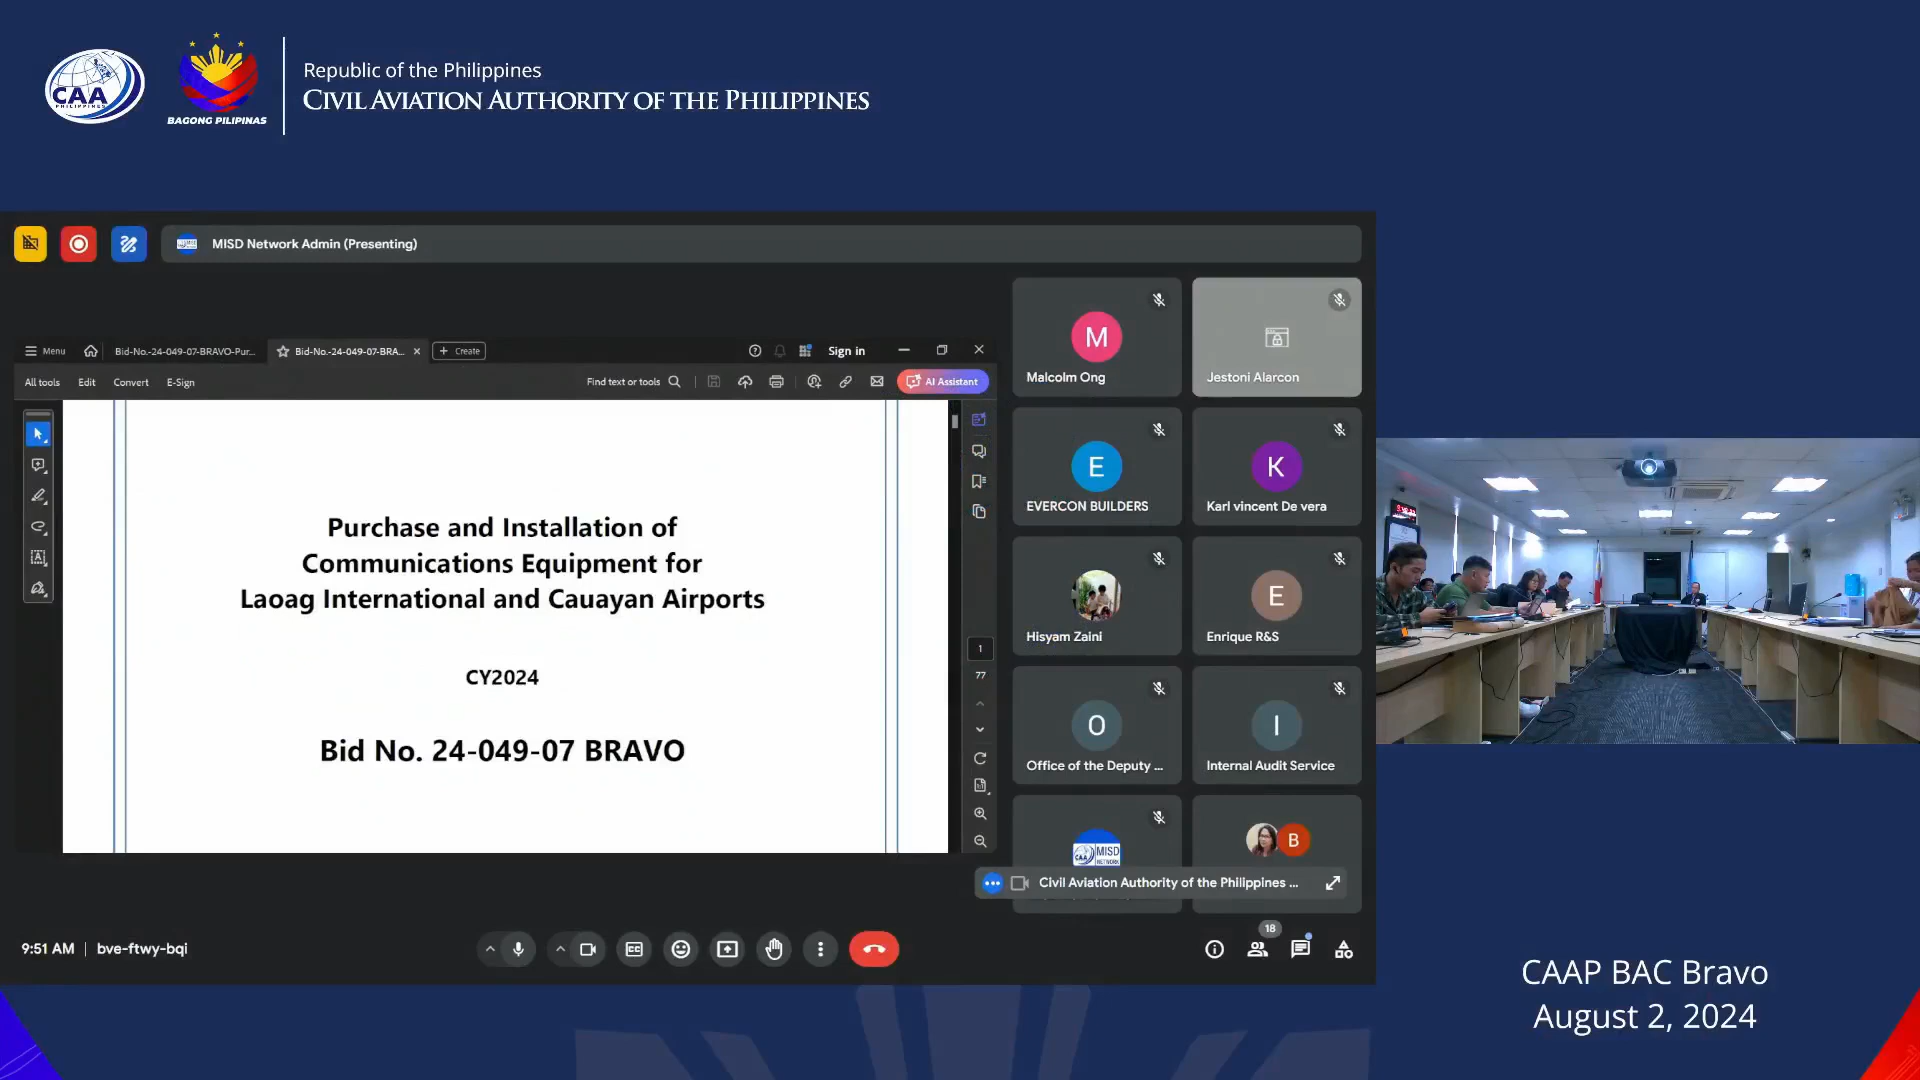 CAA
PHILIPPINES
BAGONG PILIPINAS
Republic of the Philippines
CIVIL AVIATION AUTHORITY OF THE PHILIPPINES
MISD Network Admin (Presenting)
Menu
Bid-No.-24-049-07-BRAVO-Pur...
Bid-No.-24-049-07-BRA...
Create
Sign in
All tools
Edit
Convert
E-Sign
Find text or tools
AI Assistant
Purchase and Installation of
Communications Equipment for
Laoag International and Cauayan Airports
CY2024
Bid No. 24-049-07 BRAVO
1
77
M
Malcolm Ong
Jestoni Alarcon
E
EVERCON BUILDERS
K
Karl vincent De vera
Hisyam Zaini
E
Enrique R&S
O
Office of the Deputy ...
I
Internal Audit Service
CAA
MISD
NETWORK
B
Civil Aviation Authority of the Philippines ...
9:51 AM
bve-ftwy-bqi
CC
18
CAAP BAC Bravo
August 2, 2024